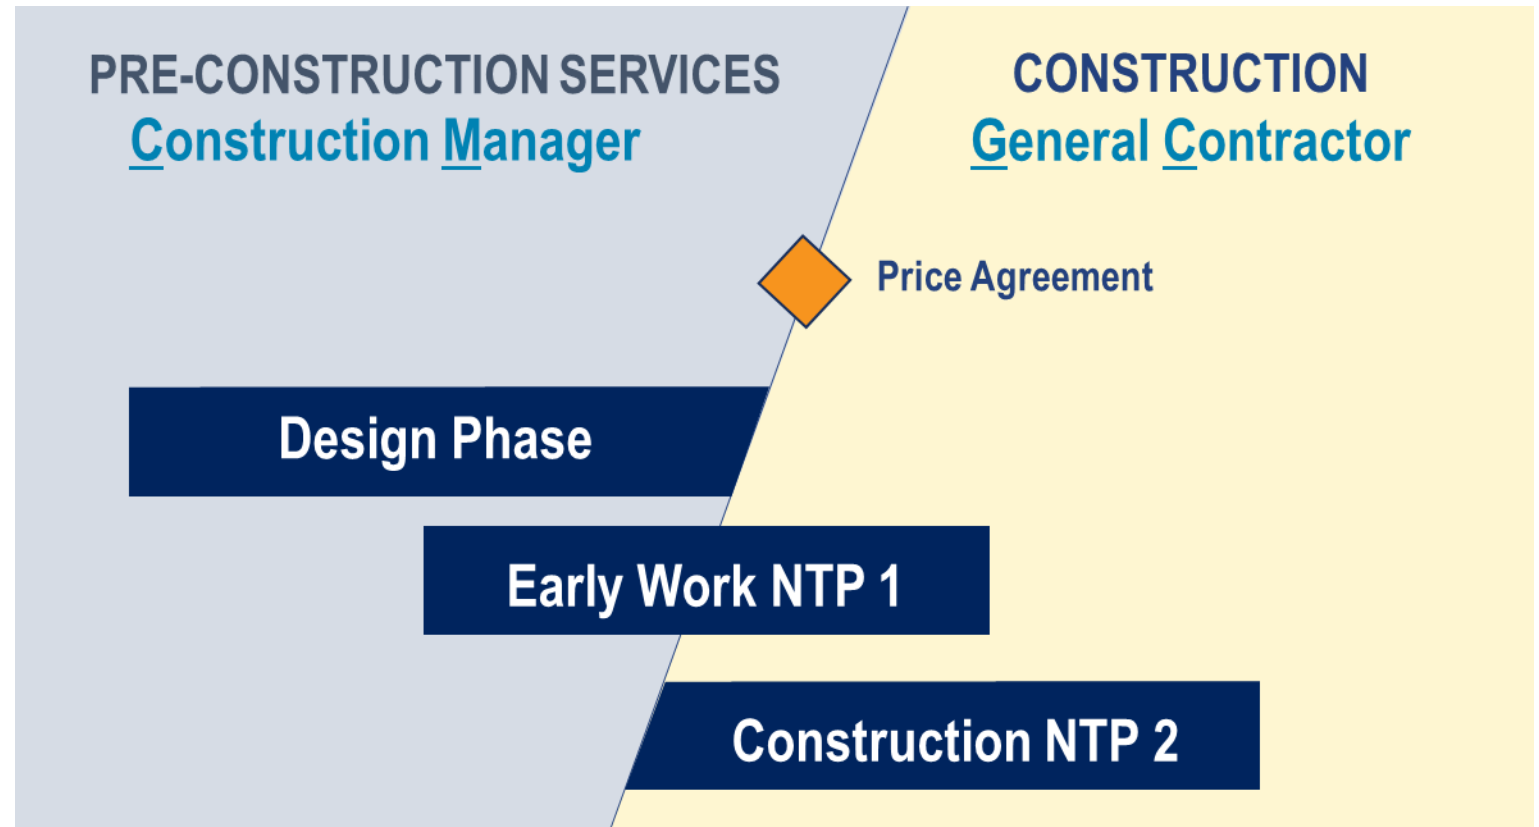 PRE-CONSTRUCTION SERVICES
Construction Manager
CONSTRUCTION
General Contractor
Price Agreement
Design Phase
Early Work NTP 1
Construction NTP 2